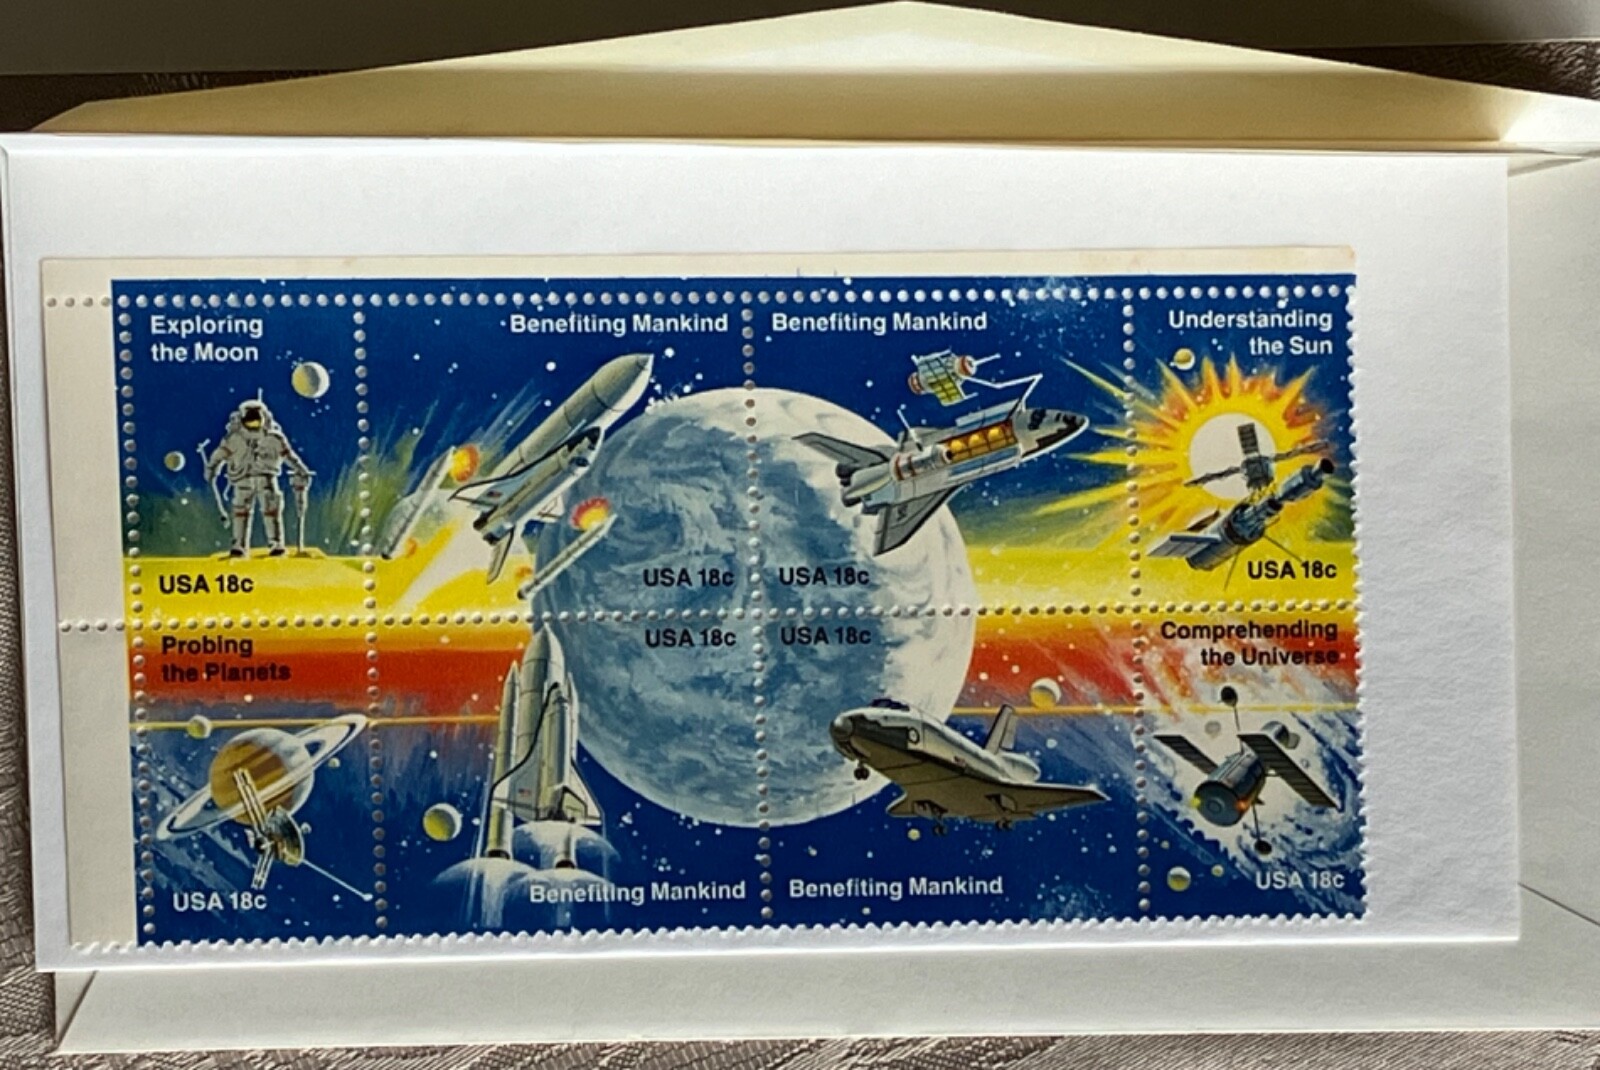 Exploring
the Moon
USA 18c
Benefiting Mankind
USA 18c
Benefiting Mankind
USA 18c
Understanding
the Sun
USA 18c
Probing
the Planets
USA 18c
USA 18c
Benefiting Mankind
USA 18c
Benefiting Mankind
Comprehending
the Universe
USA 18c